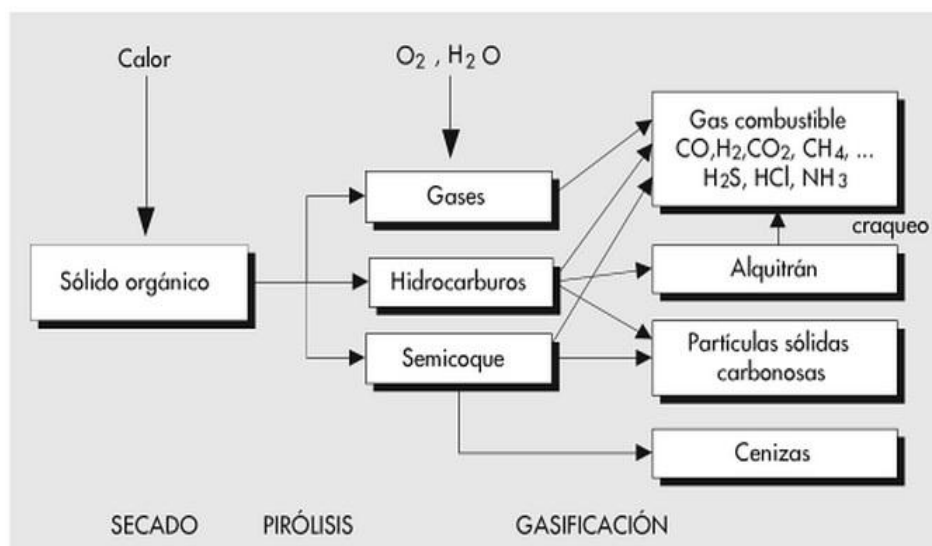 Calor
O2 , H2 O
Gas combustible
CO,H2,CO2, CH4, ...
H2S, HCl, NH3
Gases
craqueo
Sólido orgánico
Hidrocarburos
Alquitrán
Semicoque
Partículas sólidas
carbonosas
Cenizas
SECADO
PIRÓLISIS
GASIFICACIÓN